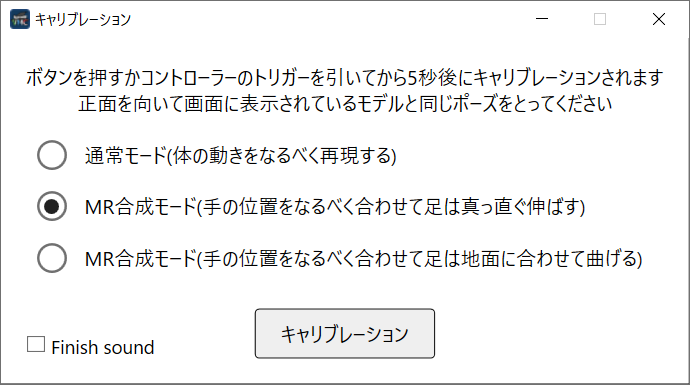 キャリブレーション
ボタンを押すかコントローラーのトリガーを引いてから5秒後にキャリブレーションされます
正面を向いて画面に表示されているモデルと同じポーズをとってください
通常モード(体の動きをなるべく再現する)
MR合成モード(手の位置をなるべく合わせて足は真っ直ぐ伸ばす)
MR合成モード(手の位置をなるべく合わせて足は地面に合わせて曲げる)
キャリブレーション
Finish sound